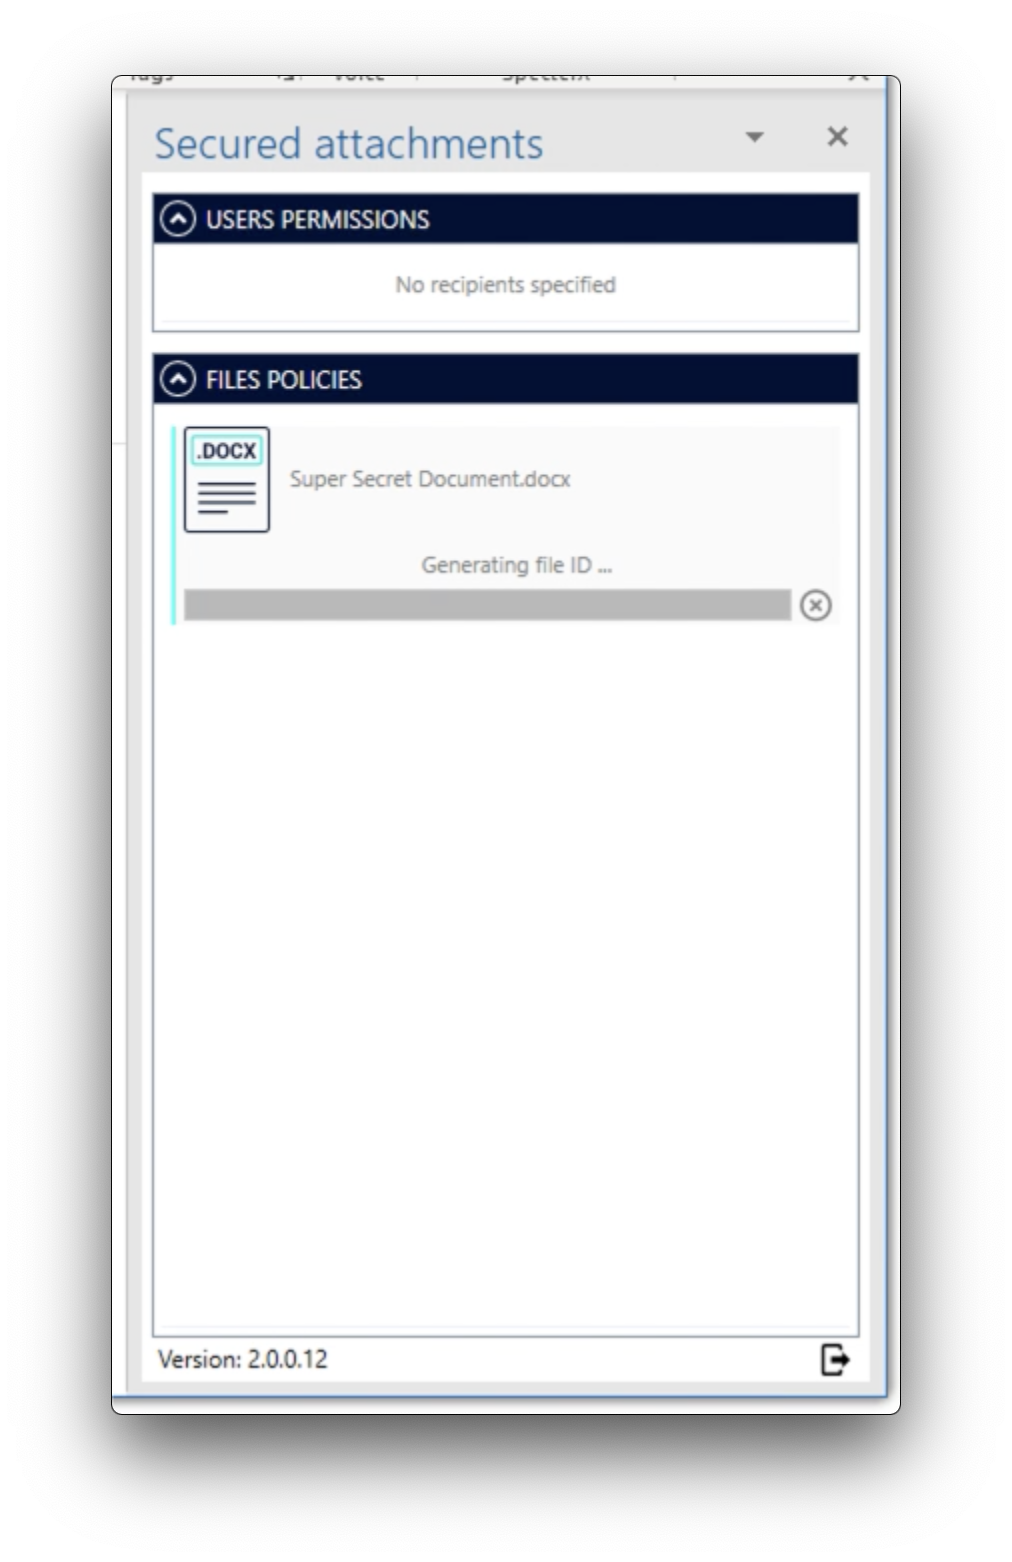 Secured attachments
USERS PERMISSIONS
No recipients specified
FILES POLICIES
.DOCX
Super Secret Document.docx
Generating file ID ...
Version: 2.0.0.12